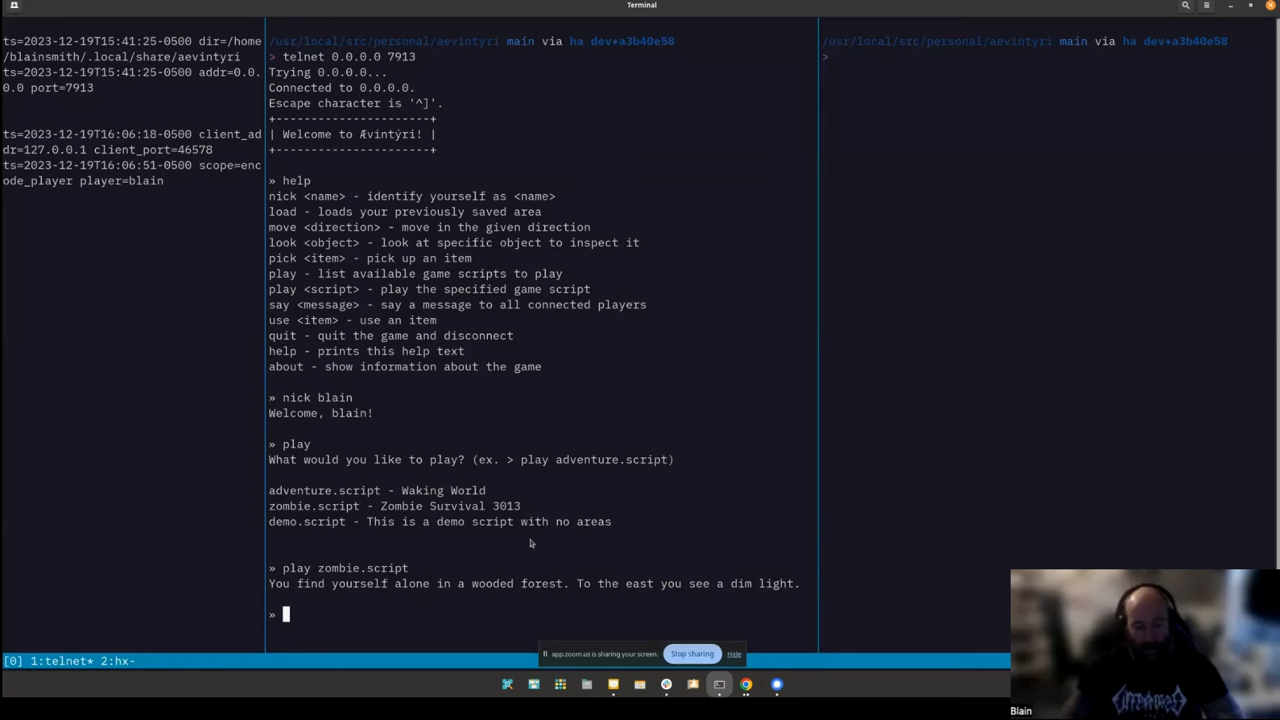 Terminal
ts=2023-12-19T15:41:25-0500 dir=/home
/blainsmith/.local/share/aevintyri
ts=2023-12-19T15:41:25-0500 addr=0.0.
0.0 port=7913
ts=2023-12-19T16:06:18-0500 client_ad
dr=127.0.0.1 client_port=46578
ts=2023-12-19T16:06:51-0500 scope=enc
ode_player player=blain
/usr/local/src/personal/aevintyri main via ha dev+a3b40e58
> telnet 0.0.0.0 7913
Trying 0.0.0.0...
Connected to 0.0.0.0.
Escape character is '^]'.
+----------------------+
| Welcome to Ævintýri! |
+----------------------+
» help
nick <name> - identify yourself as <name>
load - loads your previously saved area
move <direction> - move in the given direction
look <object> - look at specific object to inspect it
pick <item> - pick up an item
play - list available game scripts to play
play <script> - play the specified game script
say <message> - say a message to all connected players
use <item> - use an item
quit - quit the game and disconnect
help - prints this help text
about - show information about the game
» nick blain
Welcome, blain!
» play
What would you like to play? (ex. > play adventure.script)
adventure.script - Waking World
zombie.script - Zombie Survival 3013
demo.script - This is a demo script with no areas
» play zombie.script
You find yourself alone in a wooded forest. To the east you see a dim light.
»
/usr/local/src/personal/aevintyri main via ha dev+a3b40e58
>
[0] 1:telnet* 2:hx-
app.zoom.us is sharing your screen. Stop sharing Hide
Blain